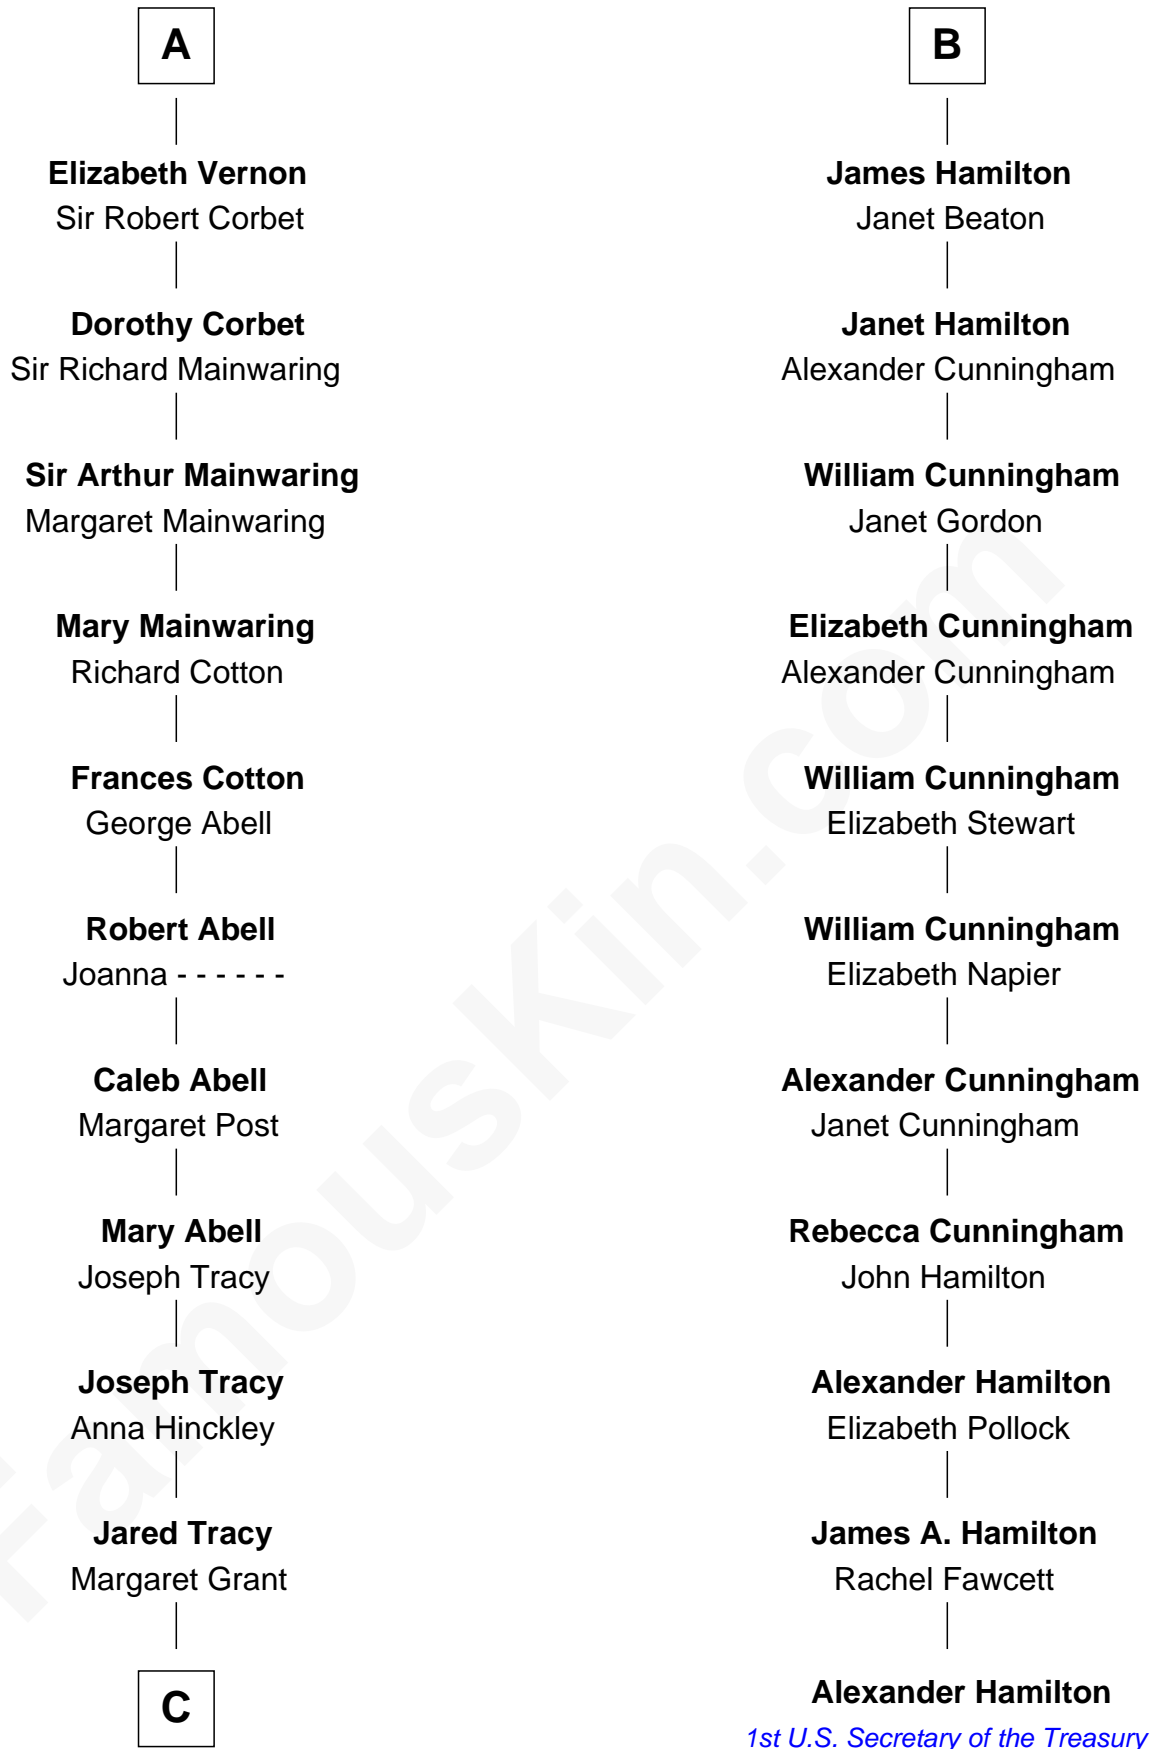 A
Elizabeth Vernon
Sir Robert Corbet
Dorothy Corbet
Sir Richard Mainwaring
Sir Arthur Mainwaring
Margaret Mainwaring
Mary Mainwaring
Richard Cotton
Frances Cotton
George Abell
Robert Abell
Joanna - - - - - -
Caleb Abell
Margaret Post
Mary Abell
Joseph Tracy
Joseph Tracy
Anna Hinckley
Jared Tracy
Margaret Grant
C
B
James Hamilton
Janet Beaton
Janet Hamilton
Alexander Cunningham
William Cunningham
Janet Gordon
Elizabeth Cunningham
Alexander Cunningham
William Cunningham
Elizabeth Stewart
William Cunningham
Elizabeth Napier
Alexander Cunningham
Janet Cunningham
Rebecca Cunningham
John Hamilton
Alexander Hamilton
Elizabeth Pollock
James A. Hamilton
Rachel Fawcett
Alexander Hamilton
1st U.S. Secretary of the Treasury
FamousKin.com